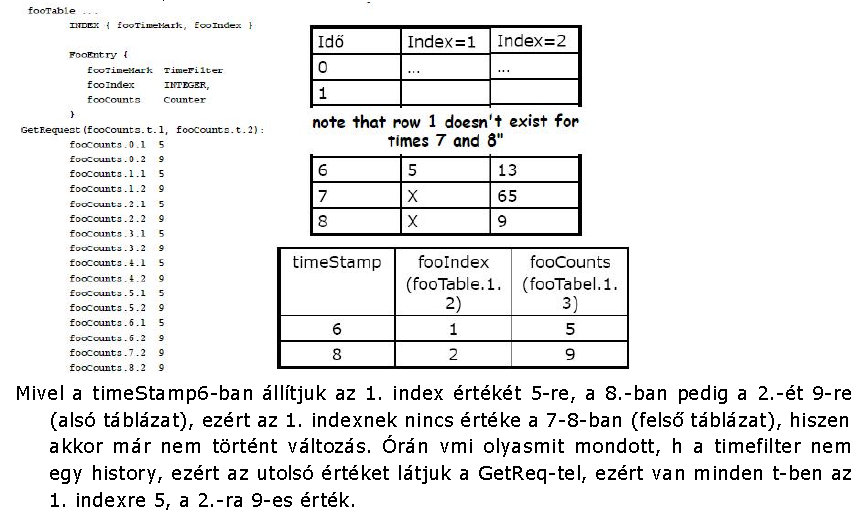 fooTable ...
INDEX { fooTimeMark, fooIndex }
FooEntry {
fooTimeMark TimeFilter
fooIndex INTEGER,
fooCounts Counter
}
GetRequest(fooCounts.t.1, fooCounts.t.2):
fooCounts.0.1 5
fooCounts.0.2 9
fooCounts.1.1 5
fooCounts.1.2 9
fooCounts.2.1 5
fooCounts.2.2 9
fooCounts.3.1 5
fooCounts.3.2 9
fooCounts.4.1 5
fooCounts.4.2 9
fooCounts.5.1 5
fooCounts.5.2 9
fooCounts.6.1 5
fooCounts.6.2 9
fooCounts.7.2 9
fooCounts.8.2 9
Idő Index=1 Index=2
0 ... ...
1
note that row 1 doesn't exist for
times 7 and 8"
6 5 13
7 X 65
8 X 9
timeStamp fooIndex fooCounts
(fooTable.1. (fooTabel.1.
2) 3)
6 1 5
8 2 9
Mivel a timeStamp6-ban állítjuk az 1. index értékét 5-re, a 8.-ban pedig a 2.-ét 9-re
(alsó táblázat), ezért az 1. indexnek nincs értéke a 7-8-ban (felső táblázat), hiszen
akkor már nem történt változás. Órán vmi olyasmit mondott, h a timefilter nem
egy history, ezért az utolsó értéket látjuk a GetReq-tel, ezért van minden t-ben az
1. indexre 5, a 2.-ra 9-es érték.